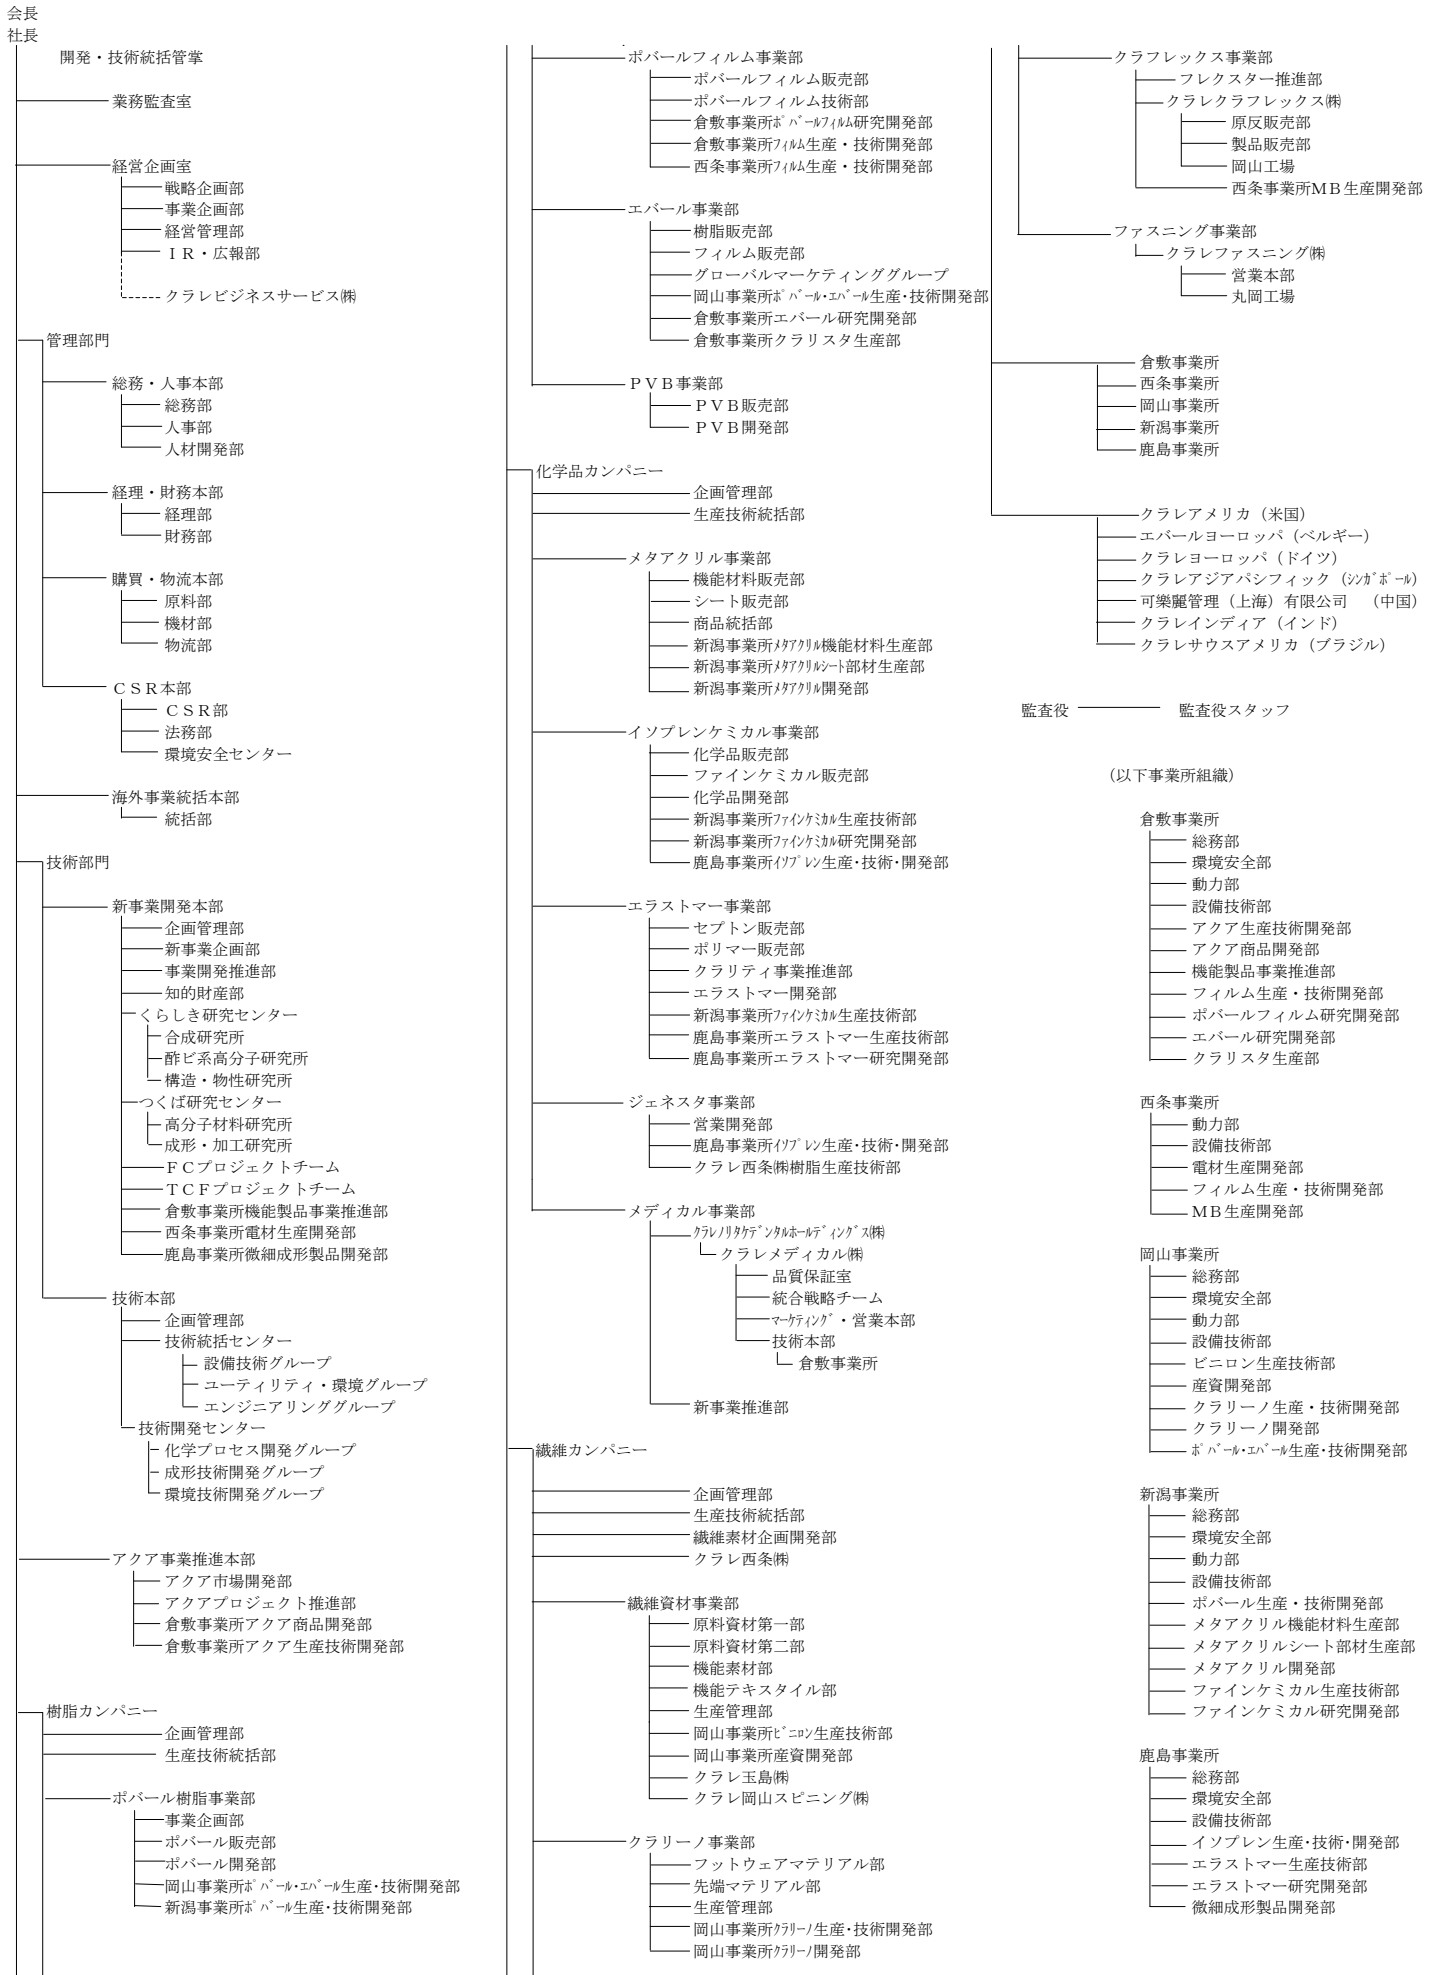 会長
社長
開発・技術統括管掌
業務監査室
経営企画室
戦略企画部
事業企画部
経営管理部
ＩＲ・広報部
クラレビジネスサービス㈱
管理部門
総務・人事本部
総務部
人事部
人材開発部
経理・財務本部
経理部
財務部
購買・物流本部
原料部
機材部
物流部
ＣＳＲ本部
ＣＳＲ部
法務部
環境安全センター
海外事業統括本部
統括部
技術部門
新事業開発本部
企画管理部
新事業企画部
事業開発推進部
知的財産部
くらしき研究センター
合成研究所
酢ビ系高分子研究所
構造・物性研究所
つくば研究センター
高分子材料研究所
成形・加工研究所
ＦＣプロジェクトチーム
ＴＣＦプロジェクトチーム
倉敷事業所機能製品事業推進部
西条事業所電材生産開発部
鹿島事業所微細成形製品開発部
技術本部
企画管理部
技術統括センター
設備技術グループ
ユーティリティ・環境グループ
エンジニアリンググループ
技術開発センター
化学プロセス開発グループ
成形技術開発グループ
環境技術開発グループ
アクア事業推進本部
アクア市場開発部
アクアプロジェクト推進部
倉敷事業所アクア商品開発部
倉敷事業所アクア生産技術開発部
樹脂カンパニー
企画管理部
生産技術統括部
ポバール樹脂事業部
事業企画部
ポバール販売部
ポバール開発部
岡山事業所ﾎﾟﾊﾞｰﾙ・ｴﾊﾞｰﾙ生産・技術開発部
新潟事業所ﾎﾟﾊﾞｰﾙ生産・技術開発部
ポバールフィルム事業部
ポバールフィルム販売部
ポバールフィルム技術部
倉敷事業所ﾎﾟﾊﾞｰﾙﾌｨﾙﾑ研究開発部
倉敷事業所ﾌｨﾙﾑ生産・技術開発部
西条事業所ﾌｨﾙﾑ生産・技術開発部
エバール事業部
樹脂販売部
フィルム販売部
グローバルマーケティンググループ
岡山事業所ﾎﾟﾊﾞｰﾙ・ｴﾊﾞｰﾙ生産・技術開発部
倉敷事業所エバール研究開発部
倉敷事業所クラリスタ生産部
ＰＶＢ事業部
ＰＶＢ販売部
ＰＶＢ開発部
化学品カンパニー
企画管理部
生産技術統括部
メタアクリル事業部
機能材料販売部
シート販売部
商品統括部
新潟事業所ﾒﾀｱｸﾘﾙ機能材料生産部
新潟事業所ﾒﾀｱｸﾘﾙｼｰﾄ部材生産部
新潟事業所ﾒﾀｱｸﾘﾙ開発部
イソプレンケミカル事業部
化学品販売部
ファインケミカル販売部
化学品開発部
新潟事業所ﾌｧｲﾝｹﾐｶﾙ生産技術部
新潟事業所ﾌｧｲﾝｹﾐｶﾙ研究開発部
鹿島事業所ｲｿﾌﾟﾚﾝ生産・技術・開発部
エラストマー事業部
セプトン販売部
ポリマー販売部
クラリティ事業推進部
エラストマー開発部
新潟事業所ﾌｧｲﾝｹﾐｶﾙ生産技術部
鹿島事業所エラストマー生産技術部
鹿島事業所エラストマー研究開発部
ジェネスタ事業部
営業開発部
鹿島事業所ｲｿﾌﾟﾚﾝ生産・技術・開発部
クラレ西条㈱樹脂生産技術部
メディカル事業部
ｸﾗﾚﾉﾘﾀｹﾃﾞﾝﾀﾙﾎｰﾙﾃﾞｨﾝｸﾞｽ㈱
クラレメディカル㈱
品質保証室
統合戦略チーム
ﾏｰｹﾃｨﾝｸﾞ・営業本部
技術本部
倉敷事業所
新事業推進部
繊維カンパニー
企画管理部
生産技術統括部
繊維素材企画開発部
クラレ西条㈱
繊維資材事業部
原料資材第一部
原料資材第二部
機能素材部
機能テキスタイル部
生産管理部
岡山事業所ﾋﾞﾆﾛﾝ生産技術部
岡山事業所産資開発部
クラレ玉島㈱
クラレ岡山スピニング㈱
クラリーノ事業部
フットウェアマテリアル部
先端マテリアル部
生産管理部
岡山事業所ｸﾗﾘｰﾉ生産・技術開発部
岡山事業所ｸﾗﾘｰﾉ開発部
クラフレックス事業部
フレクスター推進部
クラレクラフレックス㈱
原反販売部
製品販売部
岡山工場
西条事業所ＭＢ生産開発部
ファスニング事業部
クラレファスニング㈱
営業本部
丸岡工場
倉敷事業所
西条事業所
岡山事業所
新潟事業所
鹿島事業所
クラレアメリカ（米国）
エバールヨーロッパ（ベルギー）
クラレヨーロッパ（ドイツ）
クラレアジアパシフィック（ｼﾝｶﾞﾎﾟｰﾙ）
可樂麗管理（上海）有限公司　（中国）
クラレインディア（インド）
クラレサウスアメリカ（ブラジル）
監査役　監査役スタッフ
（以下事業所組織）
倉敷事業所
総務部
環境安全部
動力部
設備技術部
アクア生産技術開発部
アクア商品開発部
機能製品事業推進部
フィルム生産・技術開発部
ポバールフィルム研究開発部
エバール研究開発部
クラリスタ生産部
西条事業所
動力部
設備技術部
電材生産開発部
フィルム生産・技術開発部
ＭＢ生産開発部
岡山事業所
総務部
環境安全部
動力部
設備技術部
ビニロン生産技術部
産資開発部
クラリーノ生産・技術開発部
クラリーノ開発部
ﾎﾟﾊﾞｰﾙ・ｴﾊﾞｰﾙ生産・技術開発部
新潟事業所
総務部
環境安全部
動力部
設備技術部
ポバール生産・技術開発部
メタアクリル機能材料生産部
メタアクリルシート部材生産部
メタアクリル開発部
ファインケミカル生産技術部
ファインケミカル研究開発部
鹿島事業所
総務部
環境安全部
設備技術部
イソプレン生産・技術・開発部
エラストマー生産技術部
エラストマー研究開発部
微細成形製品開発部